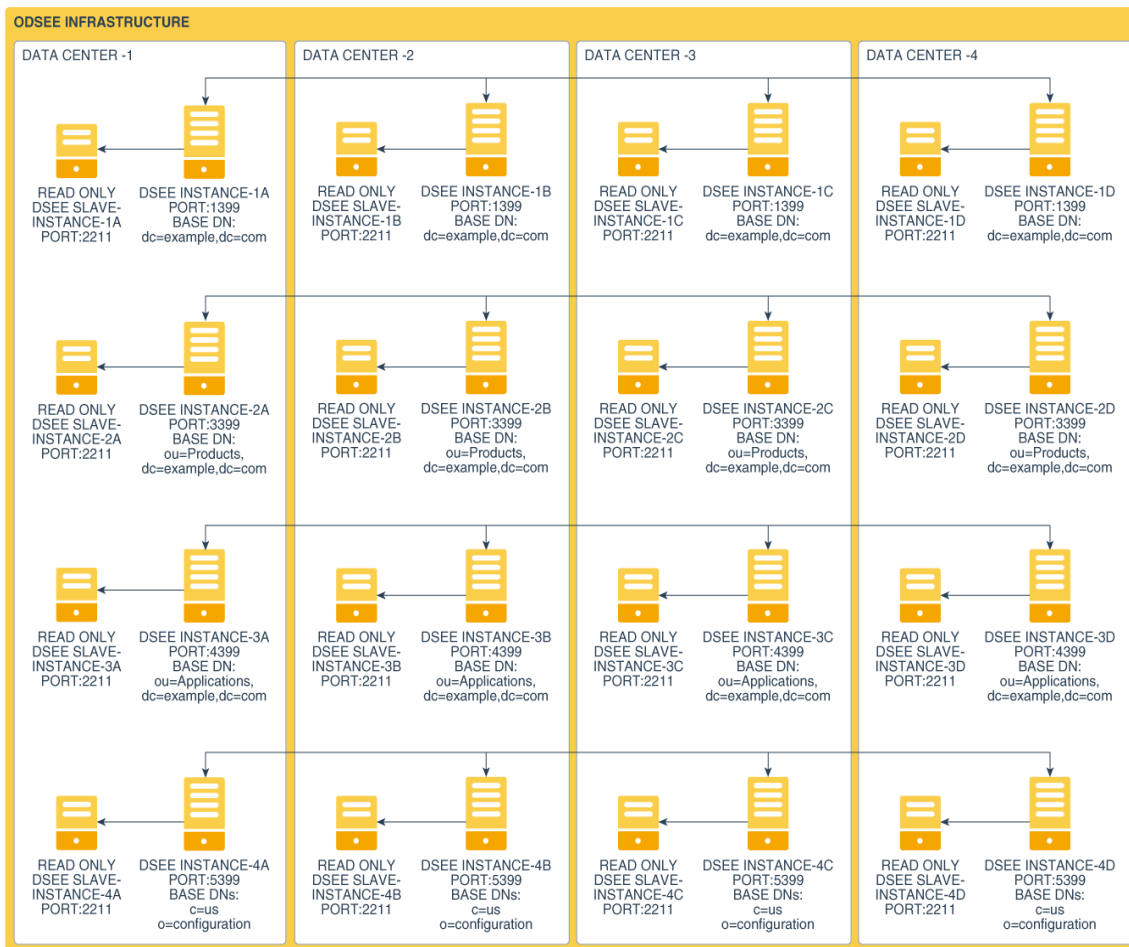 ODSEE INFRASTRUCTURE
DATA CENTER -1
DATA CENTER -2
DATA CENTER -3
DATA CENTER -4
READ ONLY
DSEE SLAVE-
INSTANCE-1A
PORT:2211
DSEE INSTANCE-1A
PORT:1399
BASE DN:
dc=example,dc=com
READ ONLY
DSEE SLAVE-
INSTANCE-1B
PORT:2211
DSEE INSTANCE-1B
PORT:1399
BASE DN:
dc=example,dc=com
READ ONLY
DSEE SLAVE-
INSTANCE-1C
PORT:2211
DSEE INSTANCE-1C
PORT:1399
BASE DN:
dc=example,dc=com
READ ONLY
DSEE SLAVE-
INSTANCE-1D
PORT:2211
DSEE INSTANCE-1D
PORT:1399
BASE DN:
dc=example,dc=com
READ ONLY
DSEE SLAVE-
INSTANCE-2A
PORT:2211
DSEE INSTANCE-2A
PORT:3399
BASE DN:
ou=Products,
dc=example,dc=com
READ ONLY
DSEE SLAVE-
INSTANCE-2B
PORT:2211
DSEE INSTANCE-2B
PORT:3399
BASE DN:
ou=Products,
dc=example,dc=com
READ ONLY
DSEE SLAVE-
INSTANCE-2C
PORT:2211
DSEE INSTANCE-2C
PORT:3399
BASE DN:
ou=Products,
dc=example,dc=com
READ ONLY
DSEE SLAVE-
INSTANCE-2D
PORT:2211
DSEE INSTANCE-2D
PORT:3399
BASE DN:
ou=Products,
dc=example,dc=com
READ ONLY
DSEE SLAVE-
INSTANCE-3A
PORT:2211
DSEE INSTANCE-3A
PORT:4399
BASE DN:
ou=Applications,
dc=example,dc=com
READ ONLY
DSEE SLAVE-
INSTANCE-3B
PORT:2211
DSEE INSTANCE-3B
PORT:4399
BASE DN:
ou=Applications,
dc=example,dc=com
READ ONLY
DSEE SLAVE-
INSTANCE-3C
PORT:2211
DSEE INSTANCE-3C
PORT:4399
BASE DN:
ou=Applications,
dc=example,dc=com
READ ONLY
DSEE SLAVE-
INSTANCE-3D
PORT:2211
DSEE INSTANCE-3D
PORT:4399
BASE DN:
ou=Applications,
dc=example,dc=com
READ ONLY
DSEE SLAVE-
INSTANCE-4A
PORT:2211
DSEE INSTANCE-4A
PORT:5399
BASE DNs:
c=us
o=configuration
READ ONLY
DSEE SLAVE-
INSTANCE-4B
PORT:2211
DSEE INSTANCE-4B
PORT:5399
BASE DNs:
c=us
o=configuration
READ ONLY
DSEE SLAVE-
INSTANCE-4C
PORT:2211
DSEE INSTANCE-4C
PORT:5399
BASE DNs:
c=us
o=configuration
READ ONLY
DSEE SLAVE-
INSTANCE-4D
PORT:2211
DSEE INSTANCE-4D
PORT:5399
BASE DNs:
c=us
o=configuration